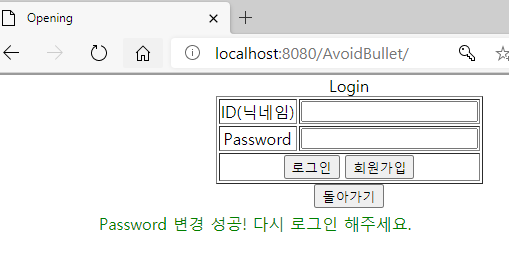 Opening
localhost:8080/AvoidBullet/
Login
ID(닉네임)
Password
로그인 회원가입
돌아가기
Password 변경 성공! 다시 로그인 해주세요.